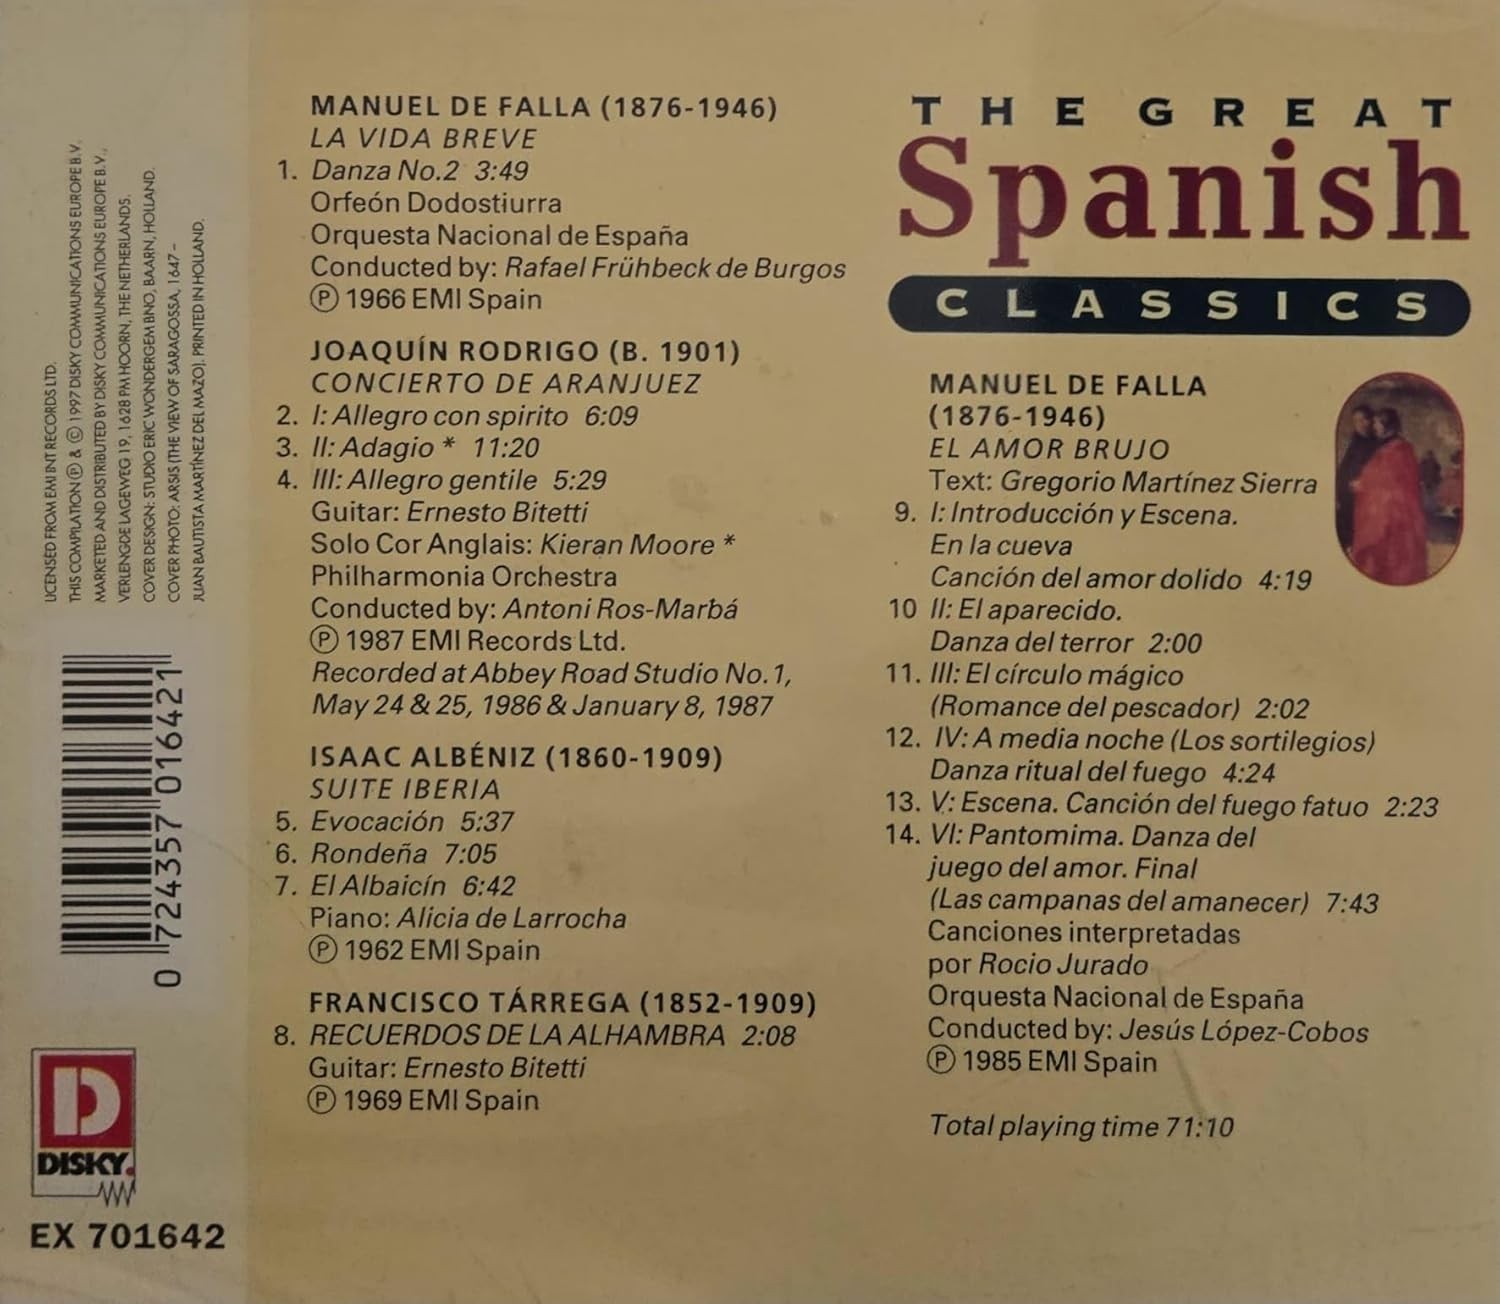 LICENSED FROM EMI INT RECORDS LTD.
THIS COMPILATION Ⓟ & © 1997 DISKY COMMUNICATIONS EUROPE B.V.
MARKETED AND DISTRIBUTED BY DISKY COMMUNICATIONS EUROPE B.V.,
VERLENGDE LAGEWEG 19, 1628 PM HOORN, THE NETHERLANDS.
COVER DESIGN: STUDIO ERIC WONDERGEM BNO, BAARN, HOLLAND.
COVER PHOTO: ARSIS (THE VIEW OF SARAGOSSA, 1647 –
JUAN BAUTISTA MARTÍNEZ DEL MAZO). PRINTED IN HOLLAND.
0 724357 016421
DISKY.
EX 701642
MANUEL DE FALLA (1876-1946)
LA VIDA BREVE
1. Danza No.2 3:49
Orfeón Dodostiurra
Orquesta Nacional de España
Conducted by: Rafael Frühbeck de Burgos
Ⓟ 1966 EMI Spain
JOAQUÍN RODRIGO (B. 1901)
CONCIERTO DE ARANJUEZ
2. I: Allegro con spirito 6:09
3. II: Adagio * 11:20
4. III: Allegro gentile 5:29
Guitar: Ernesto Bitetti
Solo Cor Anglais: Kieran Moore *
Philharmonia Orchestra
Conducted by: Antoni Ros-Marbá
Ⓟ 1987 EMI Records Ltd.
Recorded at Abbey Road Studio No.1,
May 24 & 25, 1986 & January 8, 1987
ISAAC ALBÉNIZ (1860-1909)
SUITE IBERIA
5. Evocación 5:37
6. Rondeña 7:05
7. El Albaicín 6:42
Piano: Alicia de Larrocha
Ⓟ 1962 EMI Spain
FRANCISCO TÁRREGA (1852-1909)
8. RECUERDOS DE LA ALHAMBRA 2:08
Guitar: Ernesto Bitetti
Ⓟ 1969 EMI Spain
THE GREAT
Spanish
CLASSICS
MANUEL DE FALLA
(1876-1946)
EL AMOR BRUJO
Text: Gregorio Martínez Sierra
9. I: Introducción y Escena.
En la cueva
Canción del amor dolido 4:19
10 II: El aparecido.
Danza del terror 2:00
11. III: El círculo mágico
(Romance del pescador) 2:02
12. IV: A media noche (Los sortilegios)
Danza ritual del fuego 4:24
13. V: Escena. Canción del fuego fatuo 2:23
14. VI: Pantomima. Danza del
juego del amor. Final
(Las campanas del amanecer) 7:43
Canciones interpretadas
por Rocio Jurado
Orquesta Nacional de España
Conducted by: Jesús López-Cobos
Ⓟ 1985 EMI Spain
Total playing time 71:10